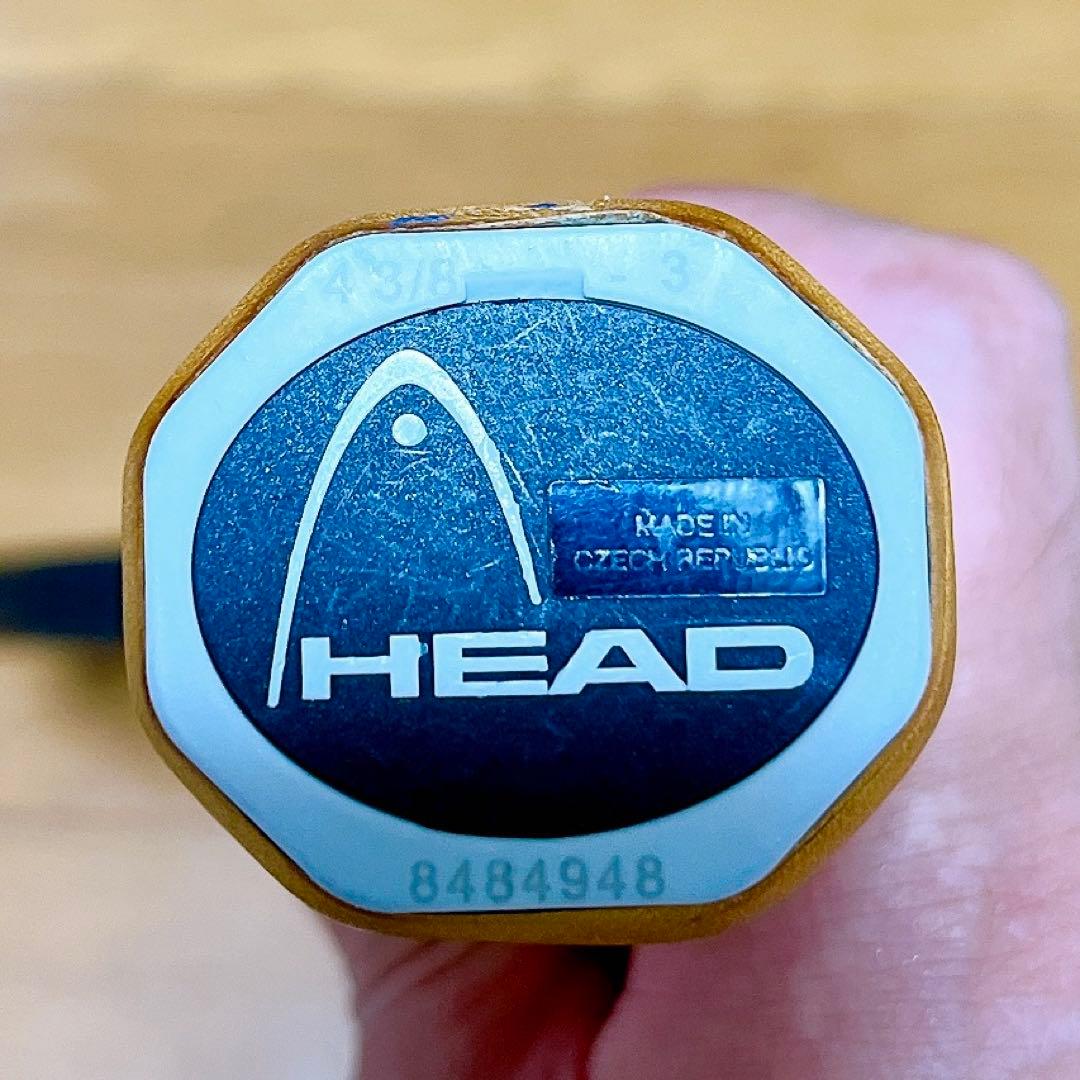 4 3/8 - 3
MADE IN
CZECH REPUBLIC
HEAD
8484948